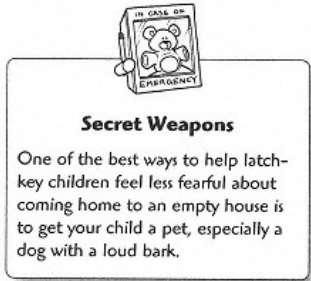 IN CASE OF
EMERGENCY
Secret Weapons
One of the best ways to help latch-
key children feel less fearful about
coming home to an empty house is
to get your child a pet, especially a
dog with a loud bark.